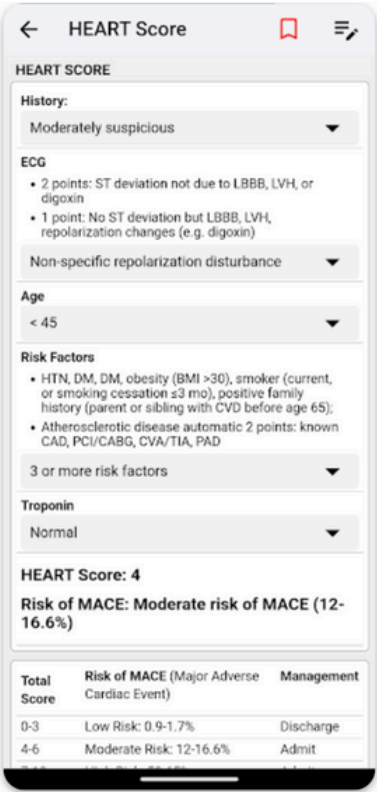 HEART Score
HEART SCORE
History:
Moderately suspicious
ECG
• 2 points: ST deviation not due to LBBB, LVH, or
digoxin
• 1 point: No ST deviation but LBBB, LVH,
repolarization changes (e.g. digoxin)
Non-specific repolarization disturbance
Age
< 45
Risk Factors
• HTN, DM, DM, obesity (BMI >30), smoker (current,
or smoking cessation ≤3 mo), positive family
history (parent or sibling with CVD before age 65);
• Atherosclerotic disease automatic 2 points: known
CAD, PCI/CABG, CVA/TIA, PAD
3 or more risk factors
Troponin
Normal
HEART Score: 4
Risk of MACE: Moderate risk of MACE (12-
16.6%)
Total Score Risk of MACE (Major Adverse Cardiac Event) Management
0-3 Low Risk: 0.9-1.7% Discharge
4-6 Moderate Risk: 12-16.6% Admit